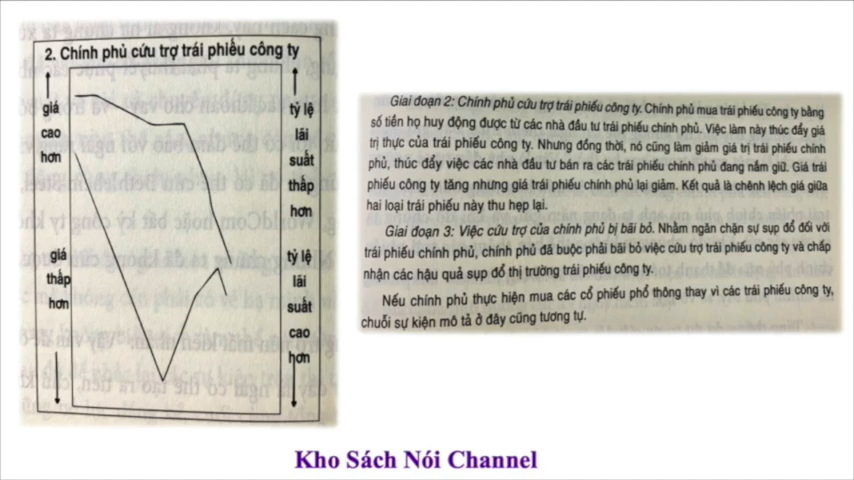 2. Chính phủ cứu trợ trái phiếu công ty
giá
cao
hơn
giá
thấp
hơn
tỷ lệ
lãi
suất
thấp
hơn
tỷ lệ
lãi
suất
cao
hơn
Giai đoạn 2: Chính phủ cứu trợ trái phiếu công ty. Chính phủ mua trái phiếu công ty bằng
số tiền họ huy động được từ các nhà đầu tư trái phiếu chính phủ. Việc làm này thúc đẩy giá
trị thực của trái phiếu công ty. Nhưng đồng thời, nó cũng làm giảm giá trị trái phiếu chính
phủ, thúc đẩy việc các nhà đầu tư bán ra các trái phiếu chính phủ đang nắm giữ. Giá trái
phiếu công ty tăng nhưng giá trái phiếu chính phủ lại giảm. Kết quả là chênh lệch giá giữa
hai loại trái phiếu này thu hẹp lại.
Giai đoạn 3: Việc cứu trợ của chính phủ bị bãi bỏ. Nhằm ngăn chặn sự sụp đổ đối với
trái phiếu chính phủ, chính phủ đã buộc phải bãi bỏ việc cứu trợ trái phiếu công ty và chấp
nhận các hậu quả sụp đổ thị trường trái phiếu công ty.
Nếu chính phủ thực hiện mua các cổ phiếu phổ thông thay vì các trái phiếu công ty,
chuỗi sự kiện mô tả ở đây cũng tương tự.
Kho Sách Nói Channel